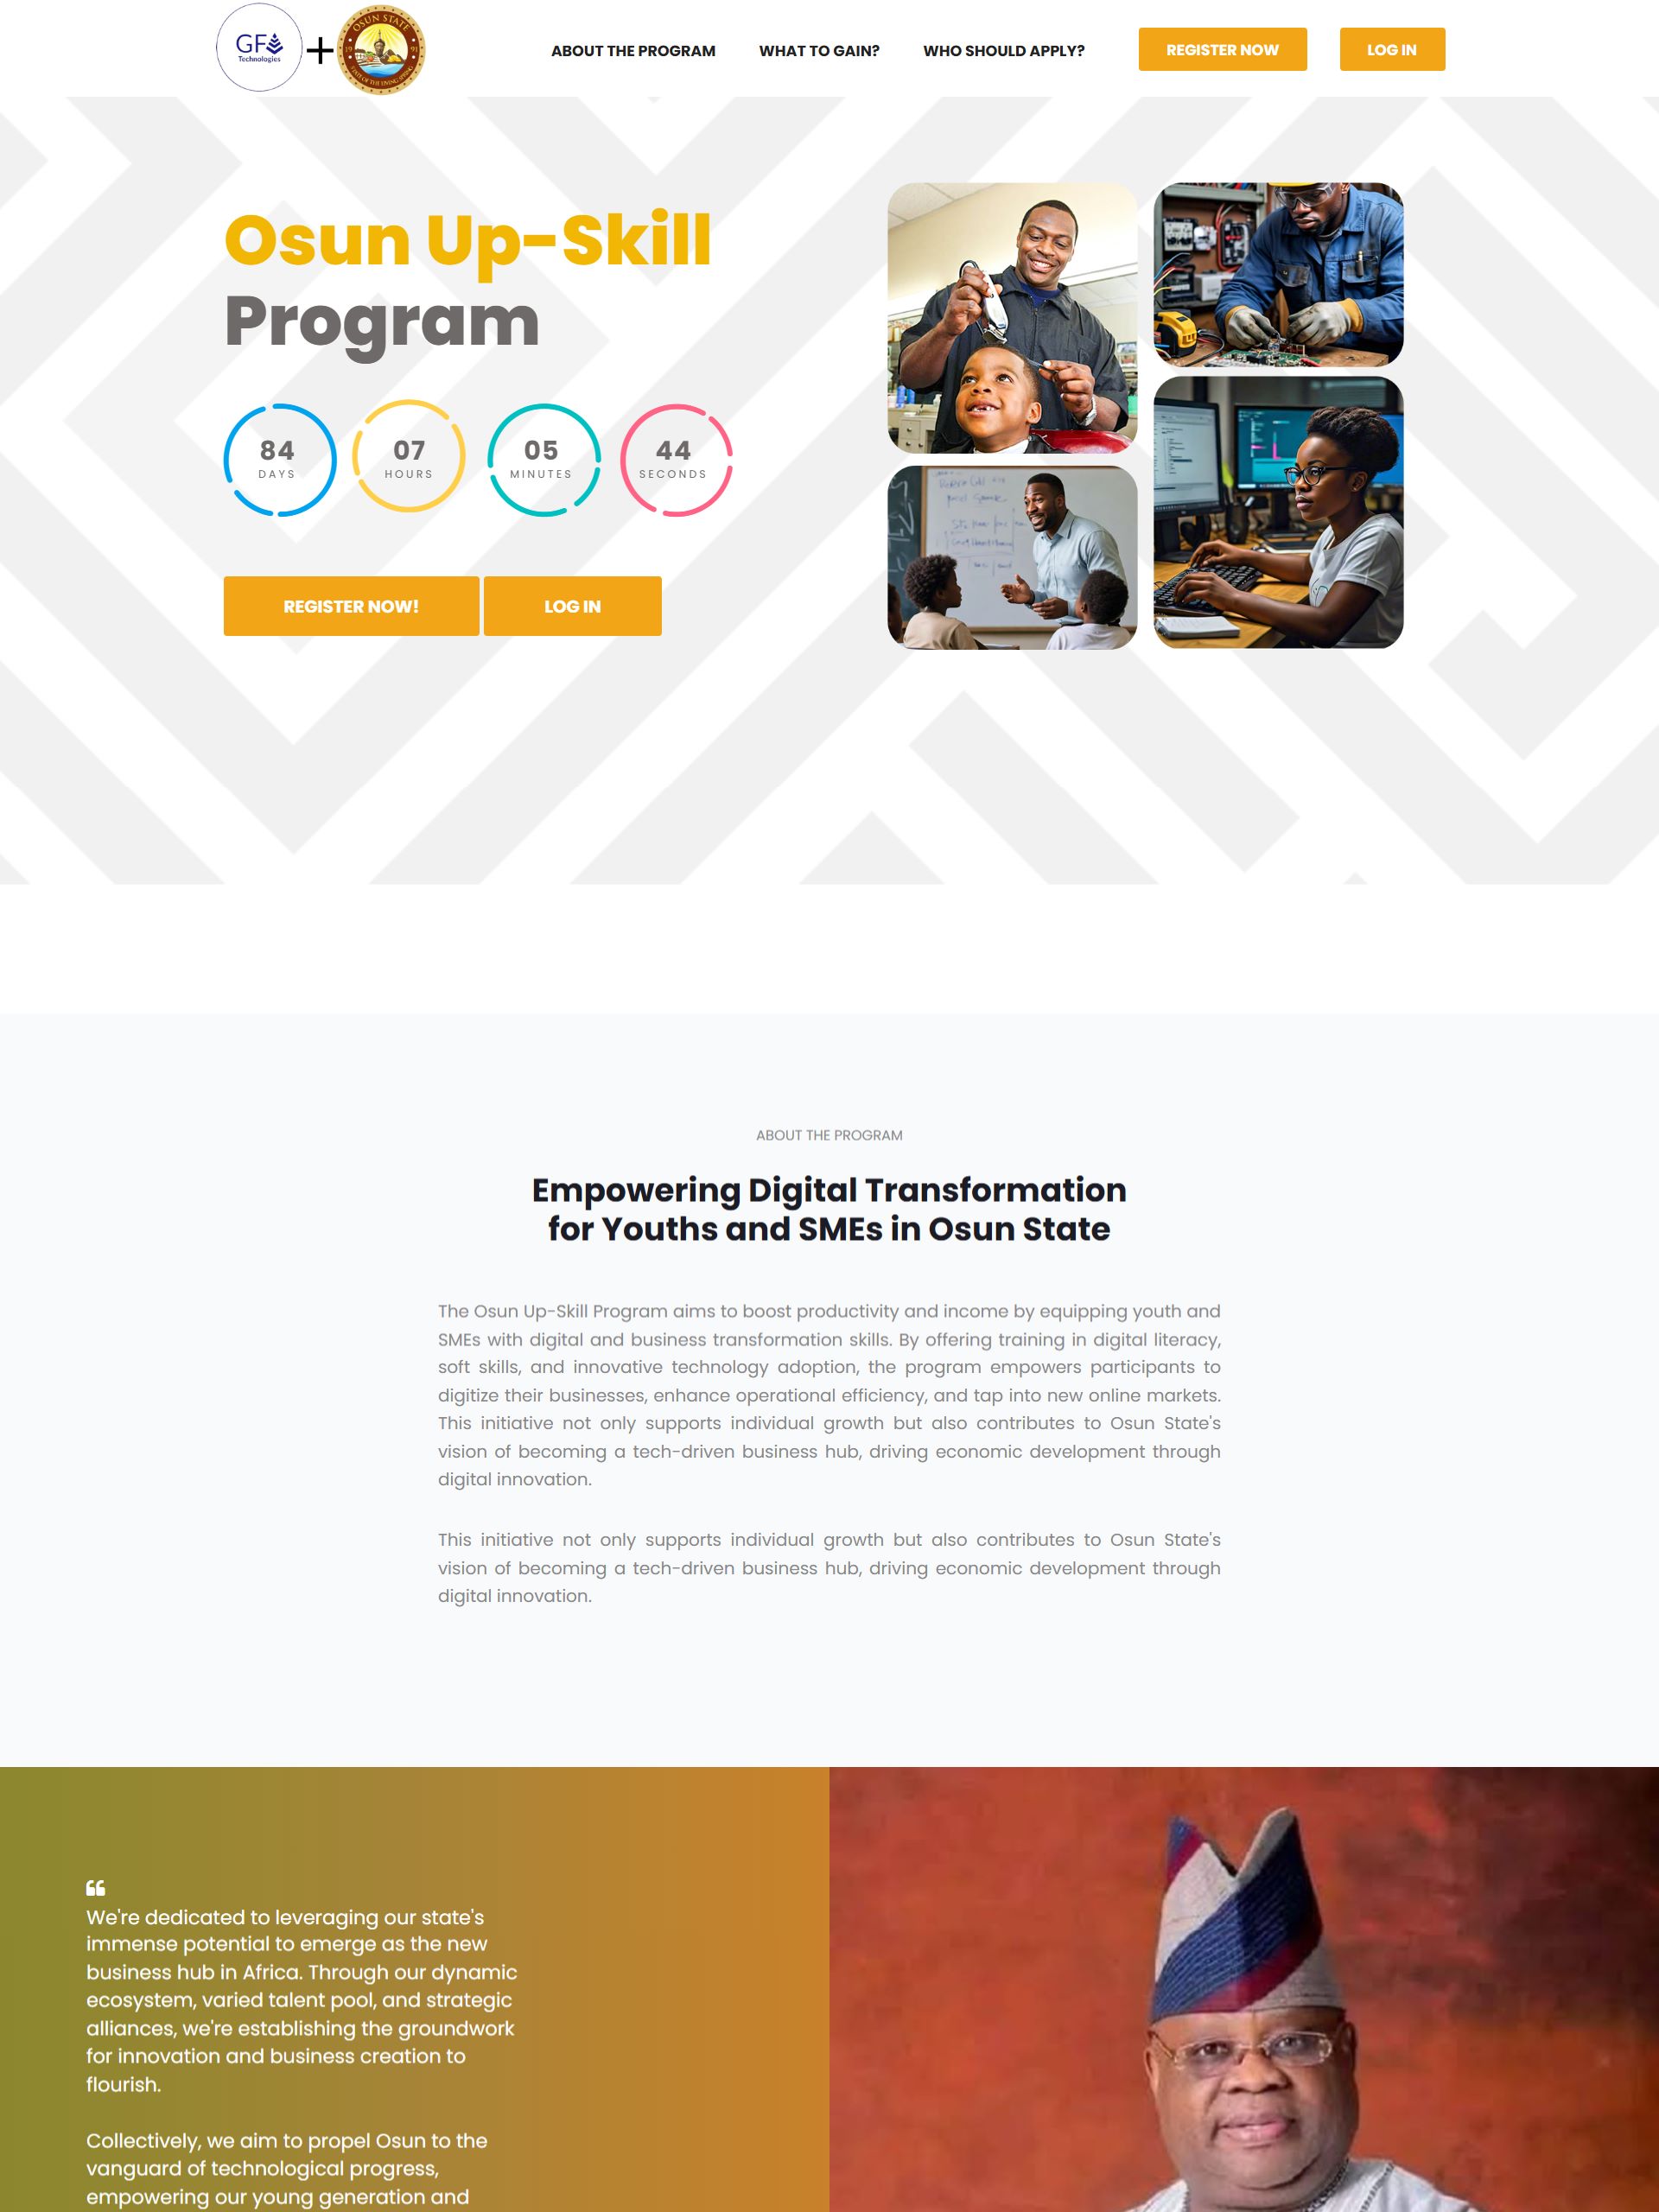 GFA
Technologies
OSUN STATE
19 91
STATE OF THE LIVING SPRING
ABOUT THE PROGRAM
WHAT TO GAIN?
WHO SHOULD APPLY?
REGISTER NOW
LOG IN
Osun Up-Skill
Program
84
DAYS
07
HOURS
05
MINUTES
44
SECONDS
REGISTER NOW!
LOG IN
ABOUT THE PROGRAM
Empowering Digital Transformation
for Youths and SMEs in Osun State
The Osun Up-Skill Program aims to boost productivity and income by equipping youth and
SMEs with digital and business transformation skills. By offering training in digital literacy,
soft skills, and innovative technology adoption, the program empowers participants to
digitize their businesses, enhance operational efficiency, and tap into new online markets.
This initiative not only supports individual growth but also contributes to Osun State's
vision of becoming a tech-driven business hub, driving economic development through
digital innovation.
This initiative not only supports individual growth but also contributes to Osun State's
vision of becoming a tech-driven business hub, driving economic development through
digital innovation.
“
We're dedicated to leveraging our state's
immense potential to emerge as the new
business hub in Africa. Through our dynamic
ecosystem, varied talent pool, and strategic
alliances, we're establishing the groundwork
for innovation and business creation to
flourish.
Collectively, we aim to propel Osun to the
vanguard of technological progress,
empowering our young generation and